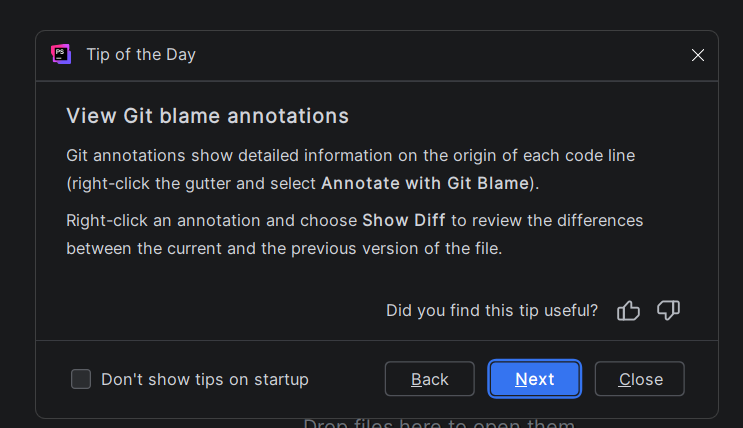 PS
Tip of the Day
View Git blame annotations
Git annotations show detailed information on the origin of each code line
(right-click the gutter and select Annotate with Git Blame).
Right-click an annotation and choose Show Diff to review the differences
between the current and the previous version of the file.
Did you find this tip useful?
Don't show tips on startup
Back
Next
Close
Drop files here to open them